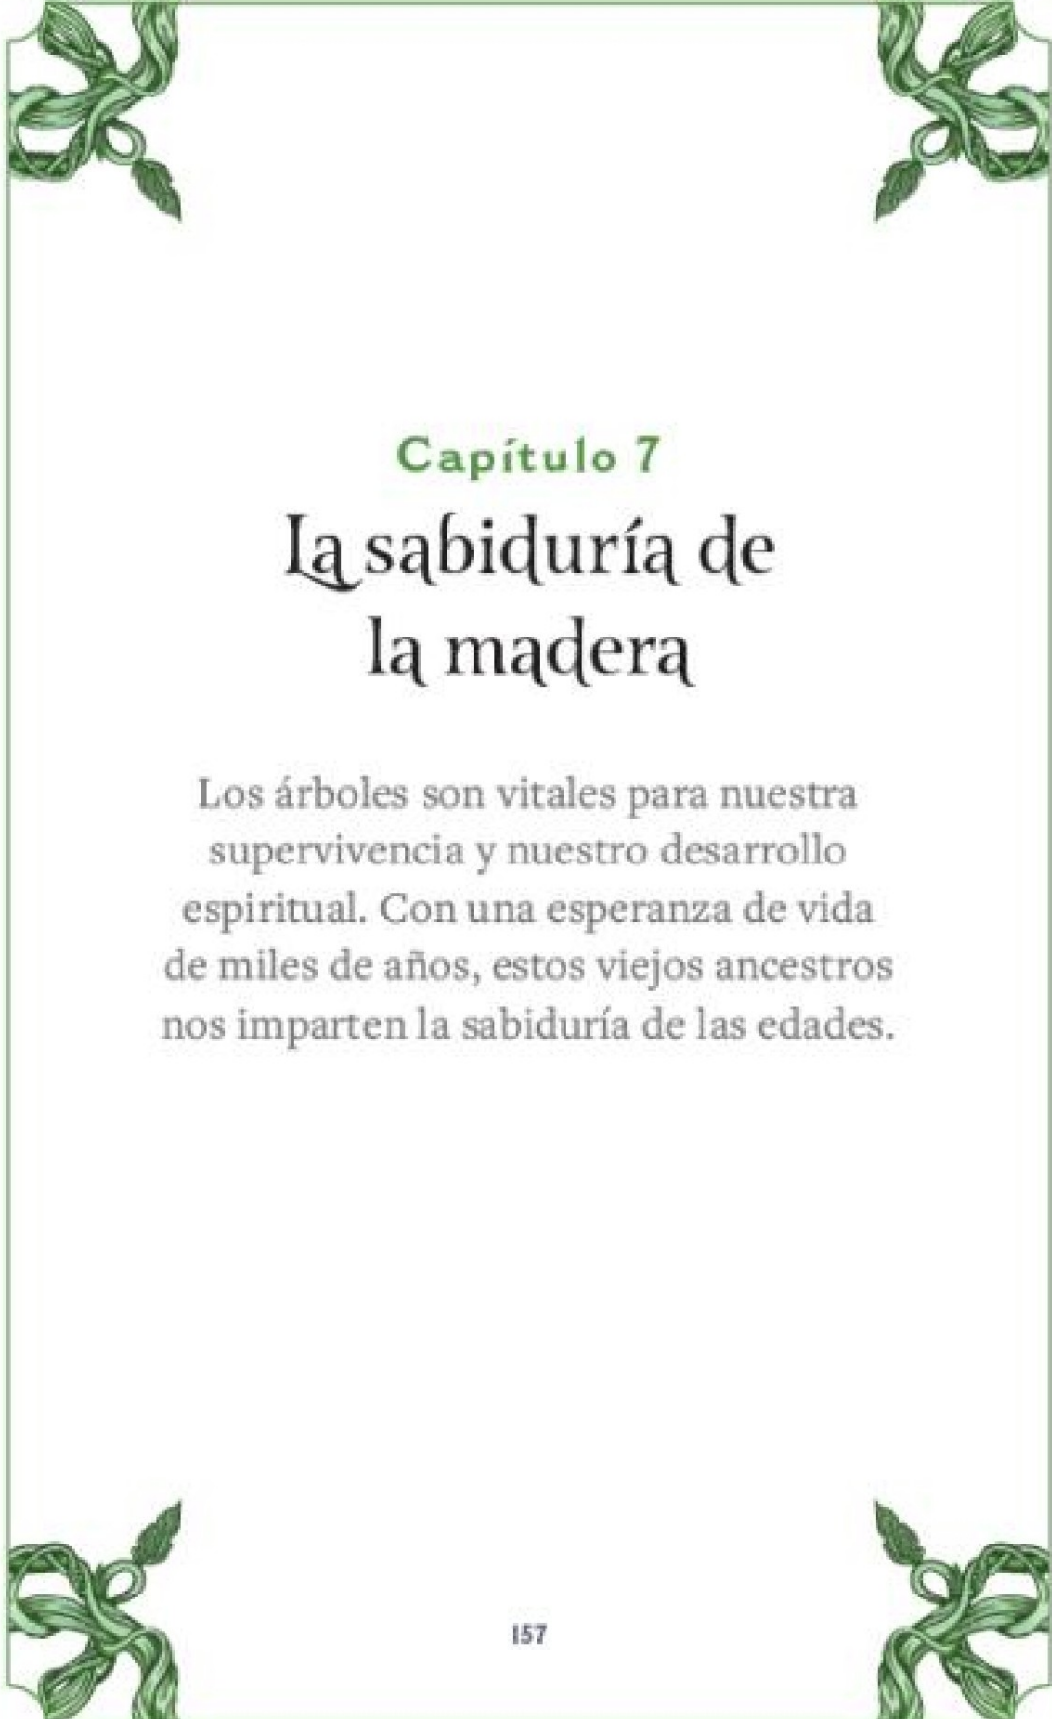 Capítulo 7
La sabiduría de
la madera
Los árboles son vitales para nuestra
supervivencia y nuestro desarrollo
espiritual. Con una esperanza de vida
de miles de años, estos viejos ancestros
nos imparten la sabiduría de las edades.
157